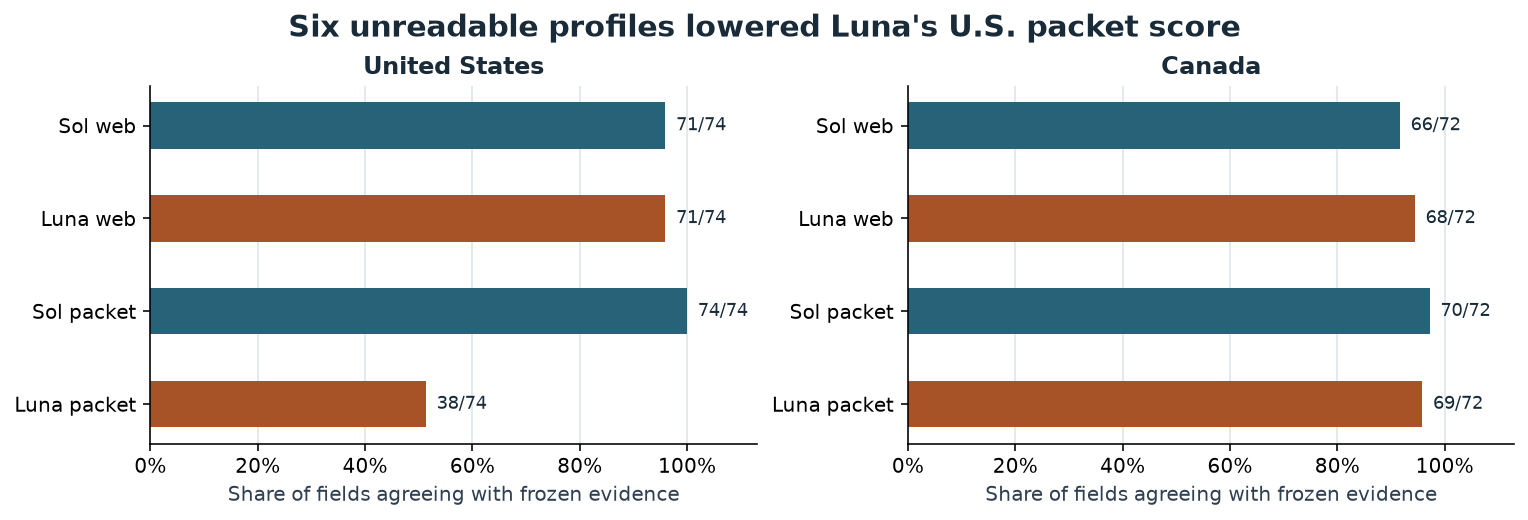 Six unreadable profiles lowered Luna's U.S. packet score
United States
Sol web
71/74
Luna web
71/74
Sol packet
74/74
Luna packet
38/74
0% 20% 40% 60% 80% 100%
Share of fields agreeing with frozen evidence
Canada
Sol web
66/72
Luna web
68/72
Sol packet
70/72
Luna packet
69/72
0% 20% 40% 60% 80% 100%
Share of fields agreeing with frozen evidence